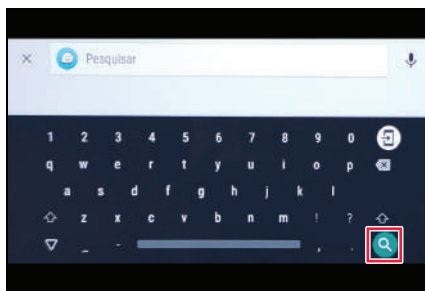 Pesquisar
1 2 3 4 5 6 7 8 9 0
q w e r t y u i o p
a s d f g h j k l
z x c v b n m ! ?
_ - , .